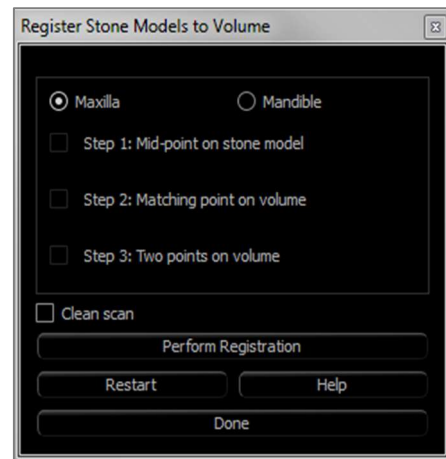 Register Stone Models to Volume
Maxilla Mandible
Step 1: Mid-point on stone model
Step 2: Matching point on volume
Step 3: Two points on volume
Clean scan
Perform Registration
Restart Help
Done